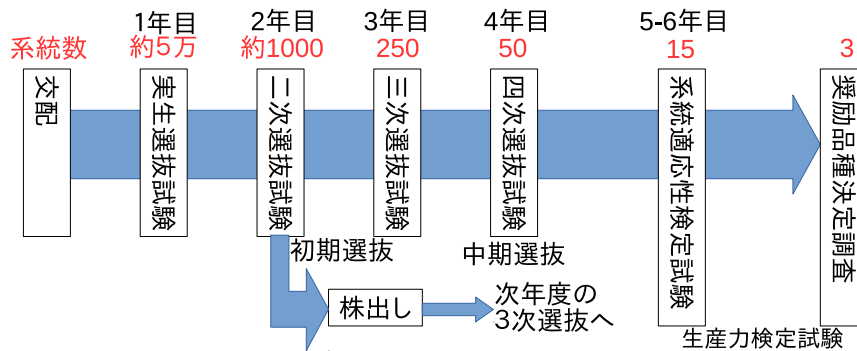 1年目
2年目
3年目
4年目
5-6年目
系統数
約5万
約1000
250
50
15
3
交配
実生選抜試験
二次選抜試験
三次選抜試験
四次選抜試験
系統適応性検定試験
奨励品種決定調査
初期選抜
中期選抜
株出し
次年度の
3次選抜へ
生産力検定試験